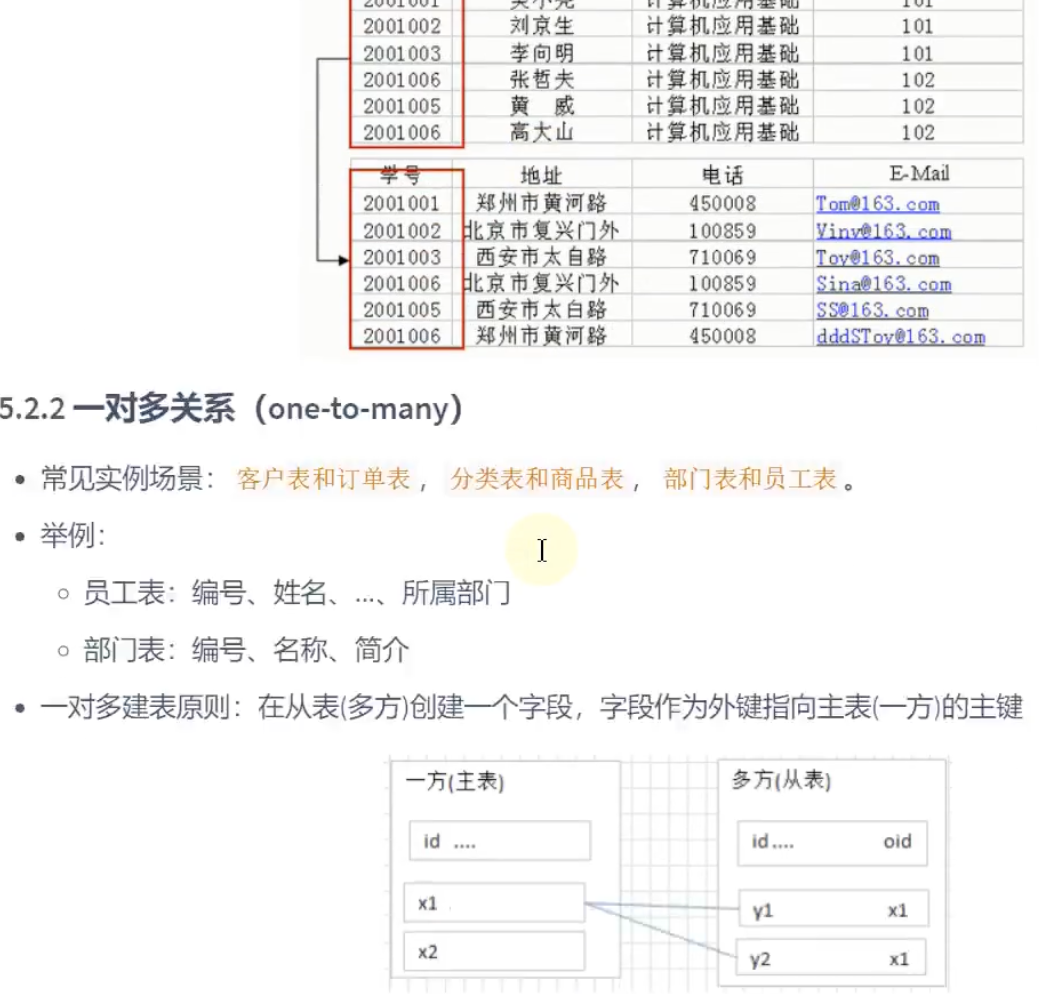 2001002 刘京生 计算机应用基础 101
2001003 李向明 计算机应用基础 101
2001006 张哲夫 计算机应用基础 102
2001005 黄 威 计算机应用基础 102
2001006 高大山 计算机应用基础 102
学号 地址 电话 E-Mail
2001001 郑州市黄河路 450008 Tom@163.com
2001002 北京市复兴门外 100859 Vinv@163.com
2001003 西安市太自路 710069 Toy@163.com
2001006 北京市复兴门外 100859 Sina@163.com
2001005 西安市太白路 710069 SS@163.com
2001006 郑州市黄河路 450008 dddSToy@163.com
5.2.2 一对多关系（one-to-many）
• 常见实例场景： 客户表和订单表 ， 分类表和商品表 ， 部门表和员工表 。
• 举例：
◦ 员工表：编号、姓名、...、所属部门
◦ 部门表：编号、名称、简介
• 一对多建表原则：在从表(多方)创建一个字段，字段作为外键指向主表(一方)的主键
一方(主表) 多方(从表)
id .... id.... oid
x1 y1 x1
x2 y2 x1